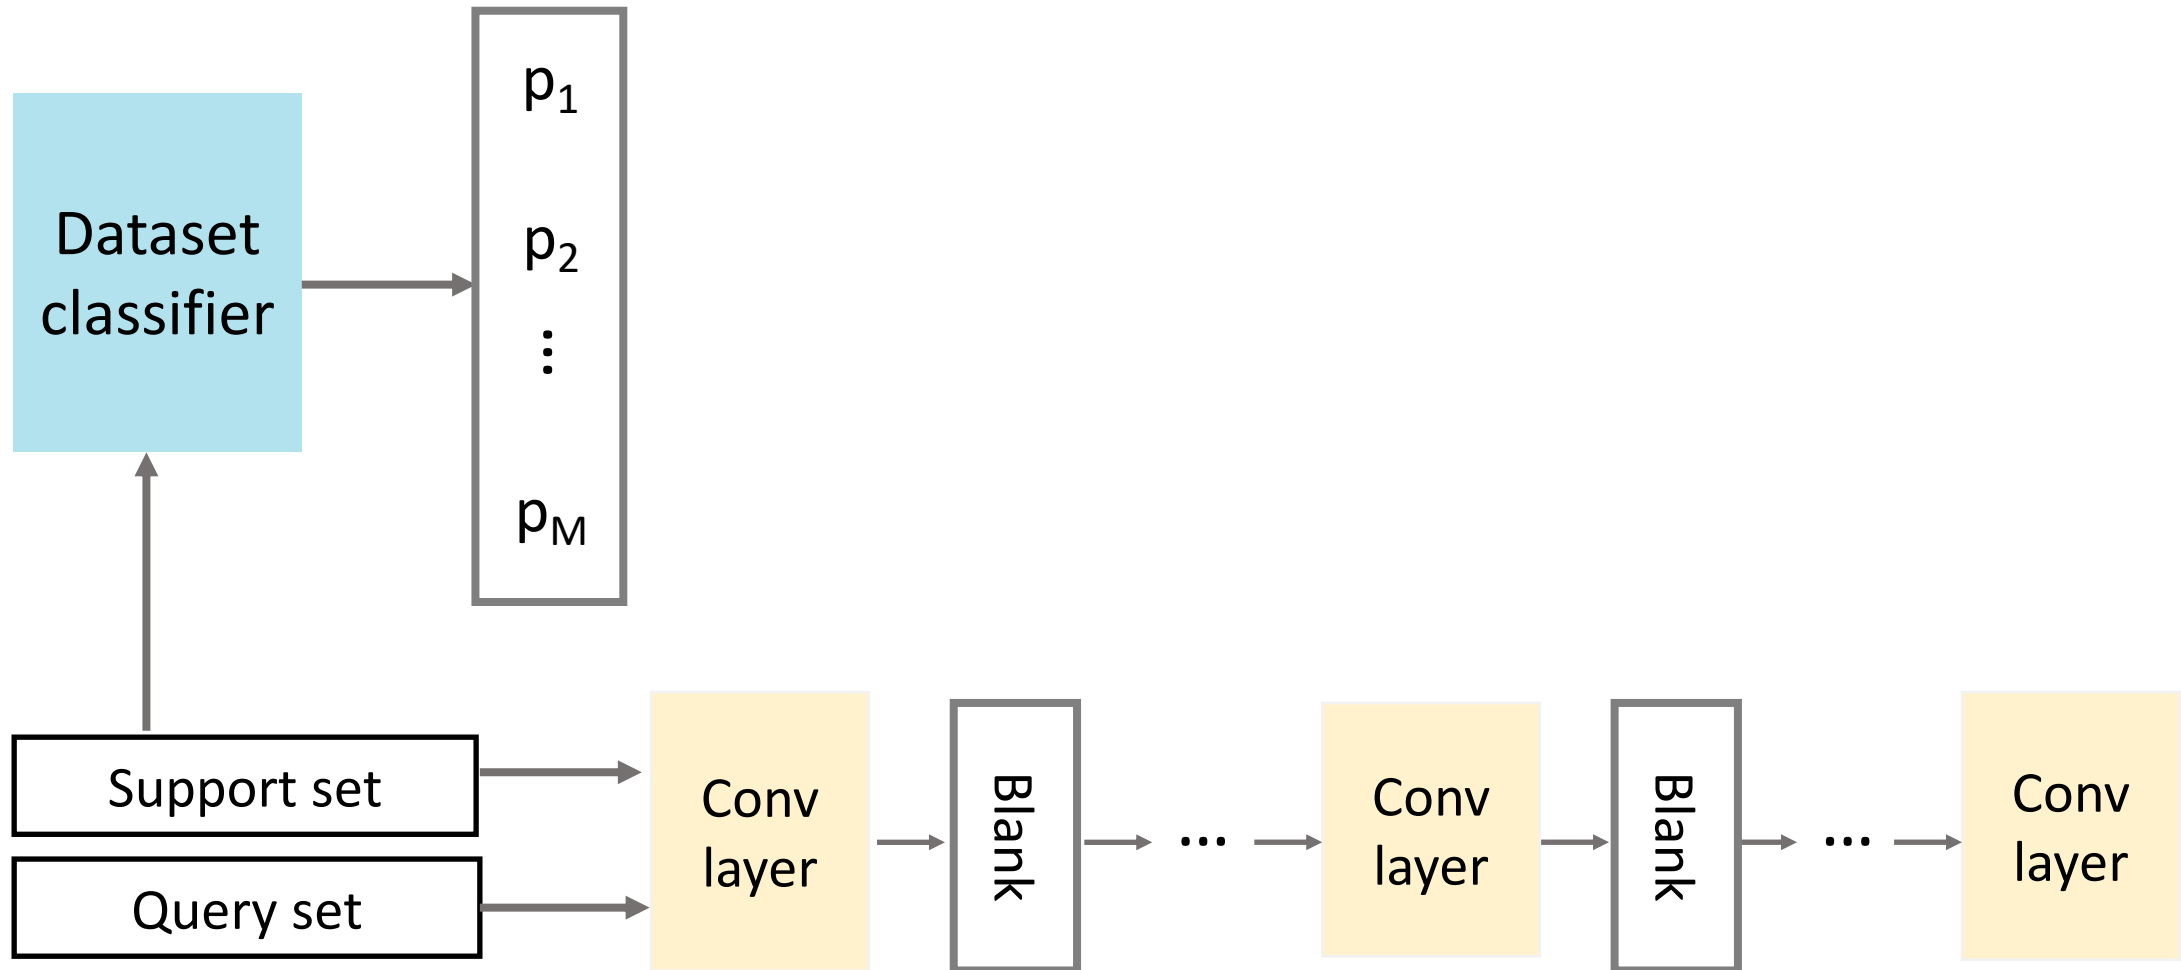 p1
p2
⋮
pM
Dataset
classifier
Support set
Query set
Conv
layer
Blank
...
Conv
layer
Blank
...
Conv
layer